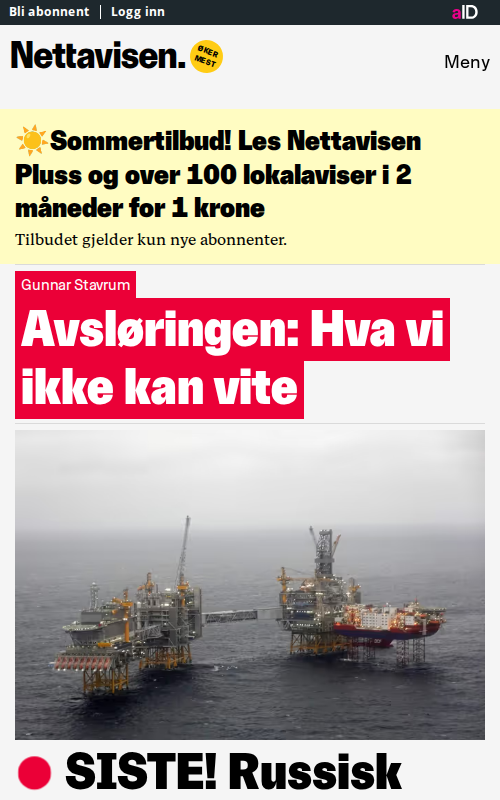 Bli abonnent | Logg inn
aID
Nettavisen.
ØKER
MEST
Meny
☀️Sommertilbud! Les Nettavisen
Pluss og over 100 lokalaviser i 2
måneder for 1 krone
Tilbudet gjelder kun nye abonnenter.
Gunnar Stavrum
Avsløringen: Hva vi
ikke kan vite
SISTE! Russisk